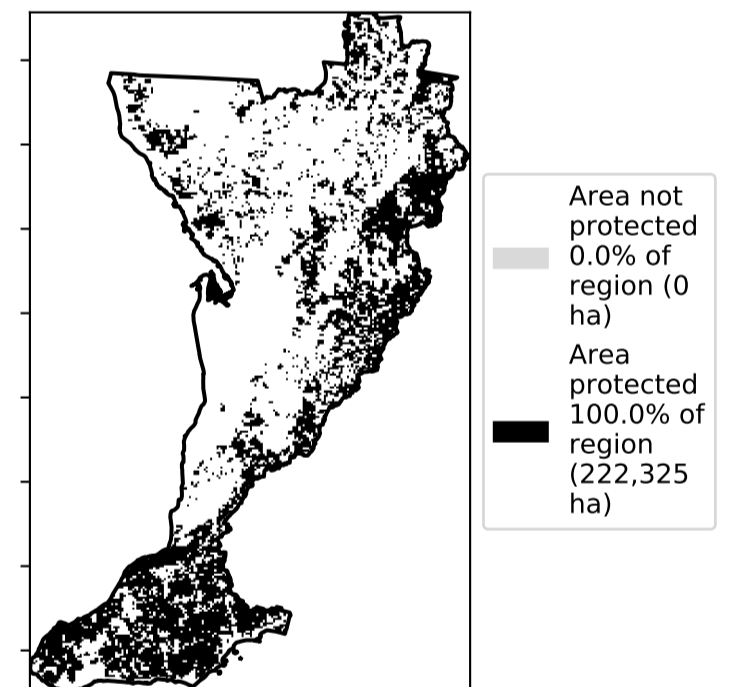 Area not
protected
0.0% of
region (0
ha)
Area
protected
100.0% of
region
(222,325
ha)